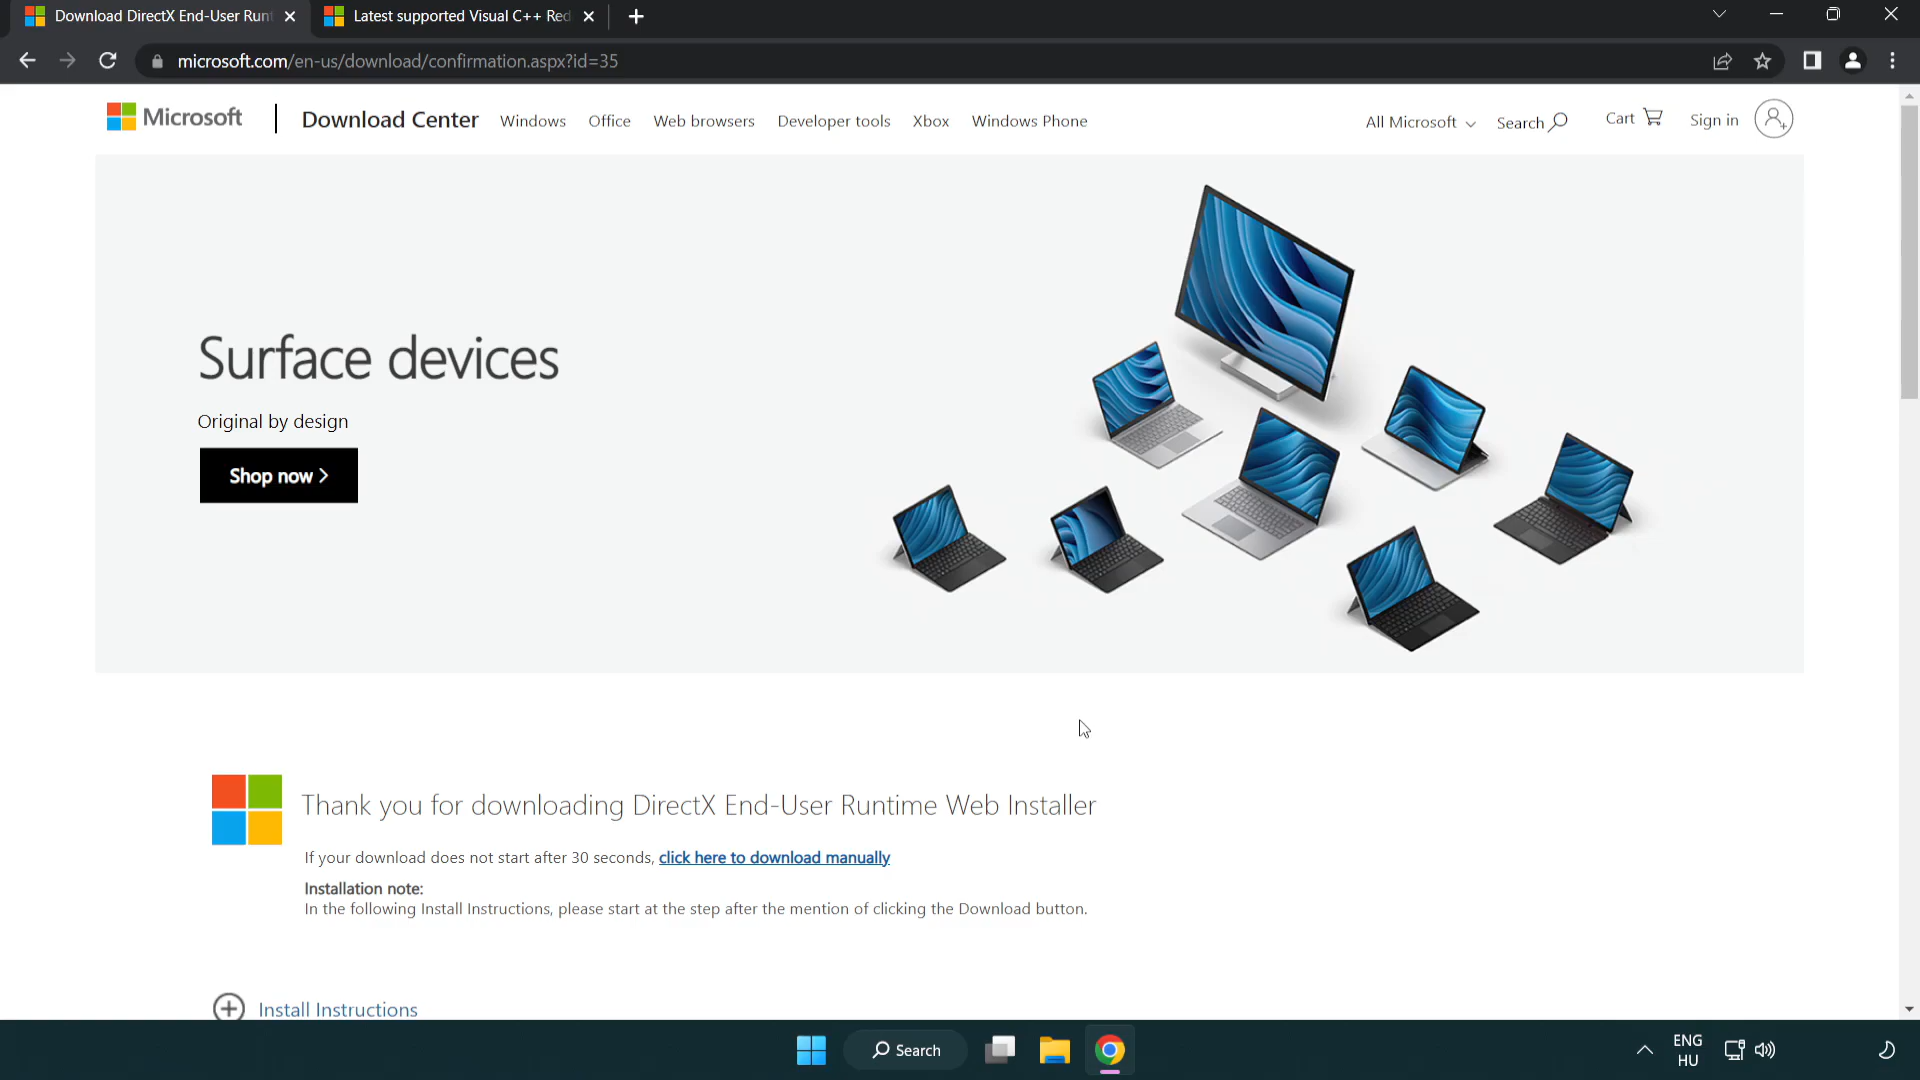 Download DirectX End-User Runt
Latest supported Visual C++ Red
microsoft.com/en-us/download/confirmation.aspx?id=35
Microsoft
Download Center
Windows
Office
Web browsers
Developer tools
Xbox
Windows Phone
All Microsoft
Search
Cart
Sign in
Surface devices
Original by design
Shop now
Thank you for downloading DirectX End-User Runtime Web Installer
If your download does not start after 30 seconds, click here to download manually
Installation note:
In the following Install Instructions, please start at the step after the mention of clicking the Download button.
Install Instructions
Search
ENG
HU